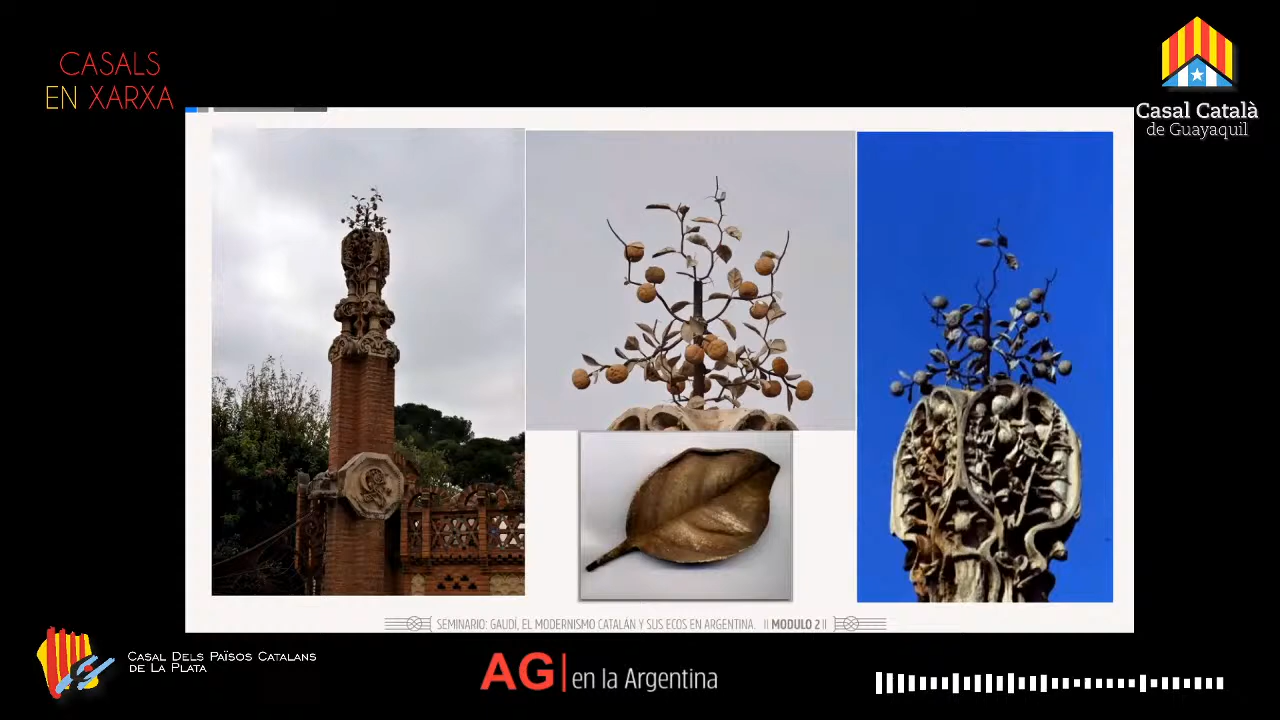 CASALS
EN XARXA
Casal Català
de Guayaquil
SEMINARIO: GAUDÍ, EL MODERNISMO CATALÁN Y SUS ECOS EN ARGENTINA. || MODULO 2 ||
CASAL DELS PAÏSOS CATALANS
DE LA PLATA
AG| en la Argentina